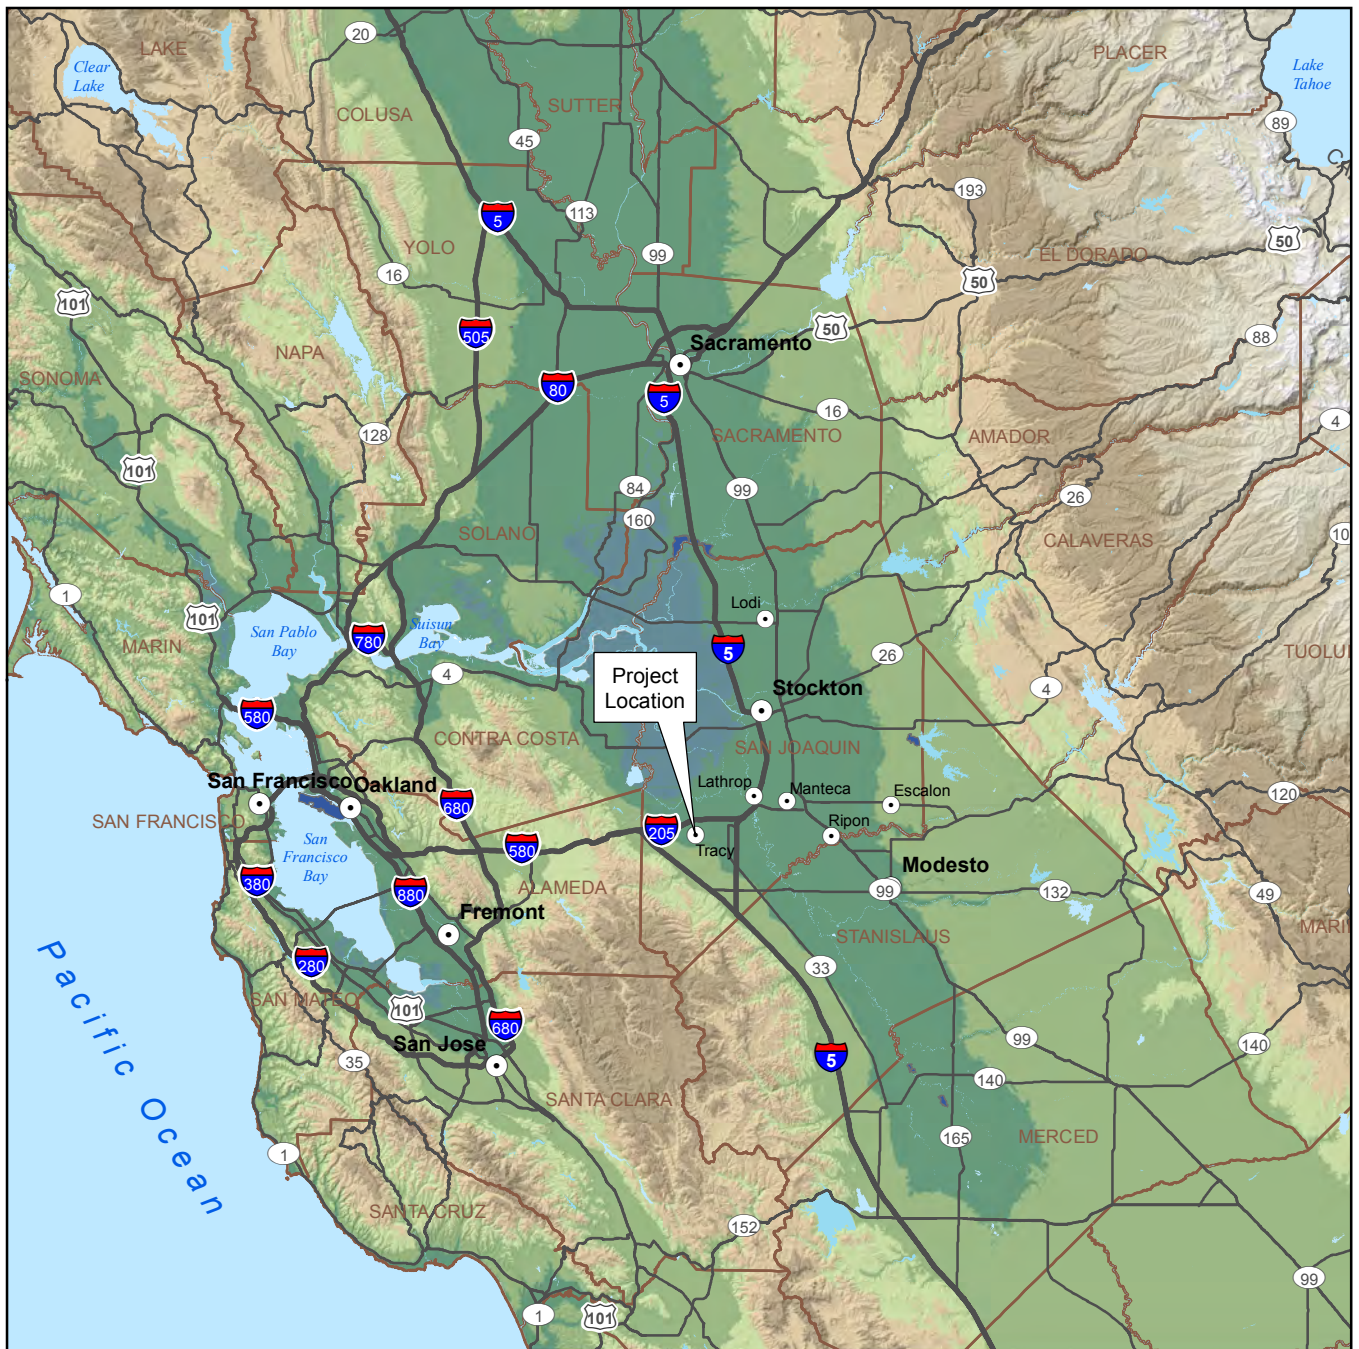 LAKE
20
PLACER
Clear
Lake
Lake
Tahoe
COLUSA
SUTTER
89
45
193
5
113
YOLO
99
50
EL DORADO
16
50
101
505
50
Sacramento
88
NAPA
SONOMA
80
5
16
4
128
SACRAMENTO
AMADOR
101
84
99
26
160
SOLANO
CALAVERAS
10
1
Lodi
101
San Pablo
Bay
Suisun
Bay
MARIN
780
5
26
TUOLU
4
Project
Location
Stockton
4
580
CONTRA COSTA
SAN JOAQUIN
San Francisco
Oakland
Lathrop
Manteca
Escalon
120
680
SAN FRANCISCO
205
Ripon
580
Tracy
San
Francisco
Bay
Modesto
380
880
ALAMEDA
99
132
49
Fremont
MARI
STANISLAUS
280
33
Pacific Ocean
SAN MATEO
101
680
99
140
San Jose
35
5
140
SANTA CLARA
165
MERCED
1
SANTA CRUZ
152
99
1
101